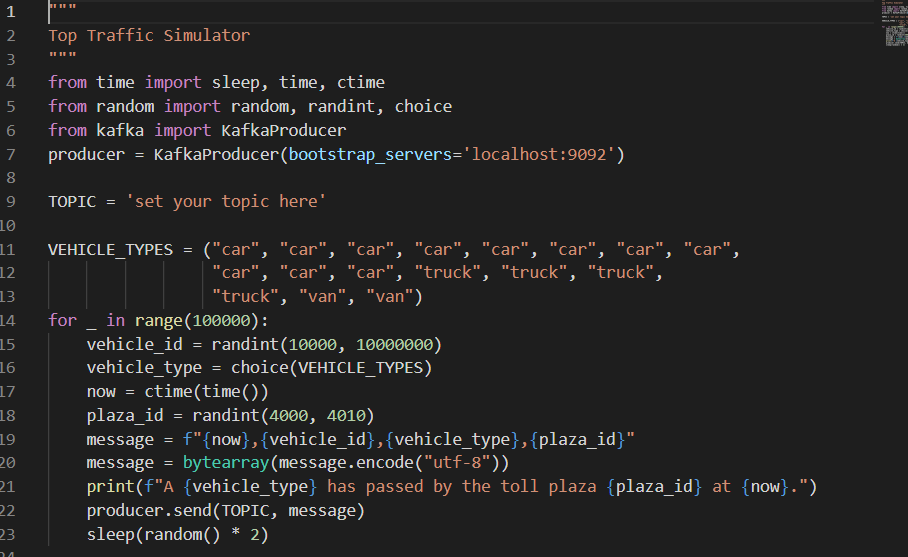 1 """
2 Top Traffic Simulator
3 """
4 from time import sleep, time, ctime
5 from random import random, randint, choice
6 from kafka import KafkaProducer
7 producer = KafkaProducer(bootstrap_servers='localhost:9092')
8
9 TOPIC = 'set your topic here'
10
11 VEHICLE_TYPES = ("car", "car", "car", "car", "car", "car", "car", "car",
12                  "car", "car", "car", "truck", "truck", "truck",
13                  "truck", "van", "van")
14 for _ in range(100000):
15     vehicle_id = randint(10000, 10000000)
16     vehicle_type = choice(VEHICLE_TYPES)
17     now = ctime(time())
18     plaza_id = randint(4000, 4010)
19     message = f"{now},{vehicle_id},{vehicle_type},{plaza_id}"
20     message = bytearray(message.encode("utf-8"))
21     print(f"A {vehicle_type} has passed by the toll plaza {plaza_id} at {now}.")
22     producer.send(TOPIC, message)
23     sleep(random() * 2)